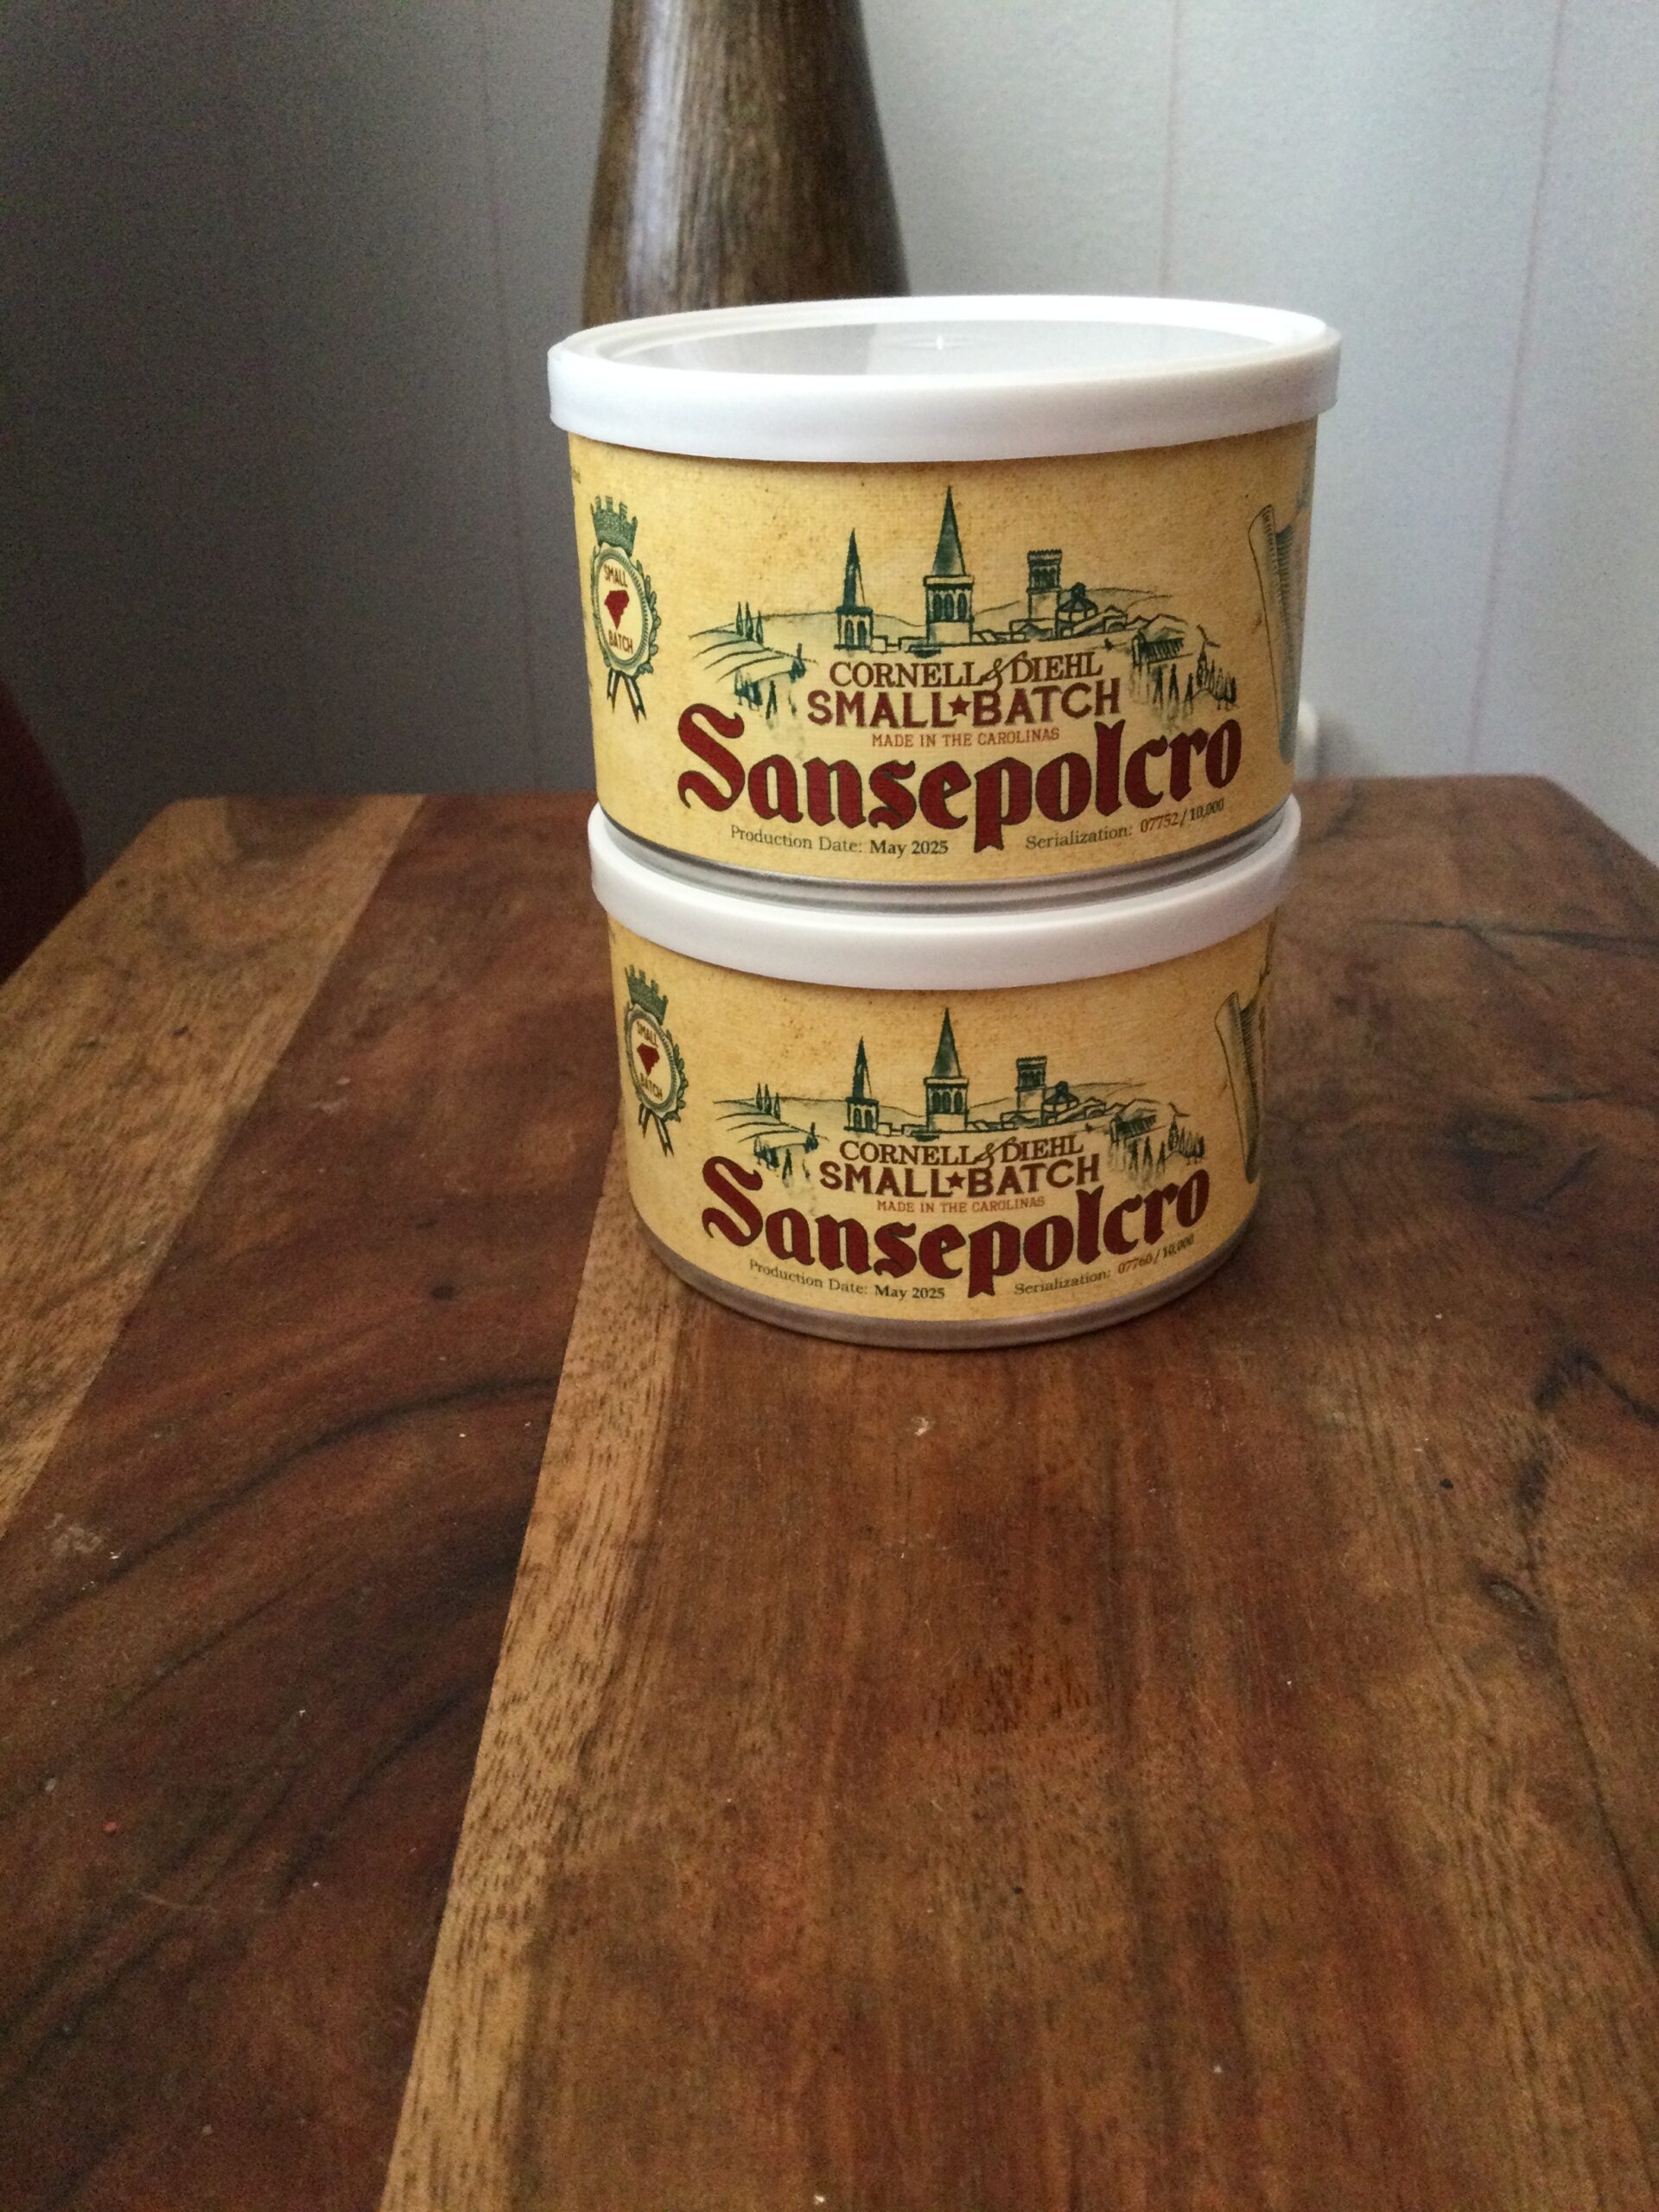 SMALL
BATCH
CORNELL & DIEHL
SMALL★BATCH
MADE IN THE CAROLINAS
Sansepolcro
Production Date: May 2025
Serialization: 07752/10,000
SMALL
BATCH
CORNELL & DIEHL
SMALL★BATCH
MADE IN THE CAROLINAS
Sansepolcro
Production Date: May 2025
Serialization: 07760/10,000